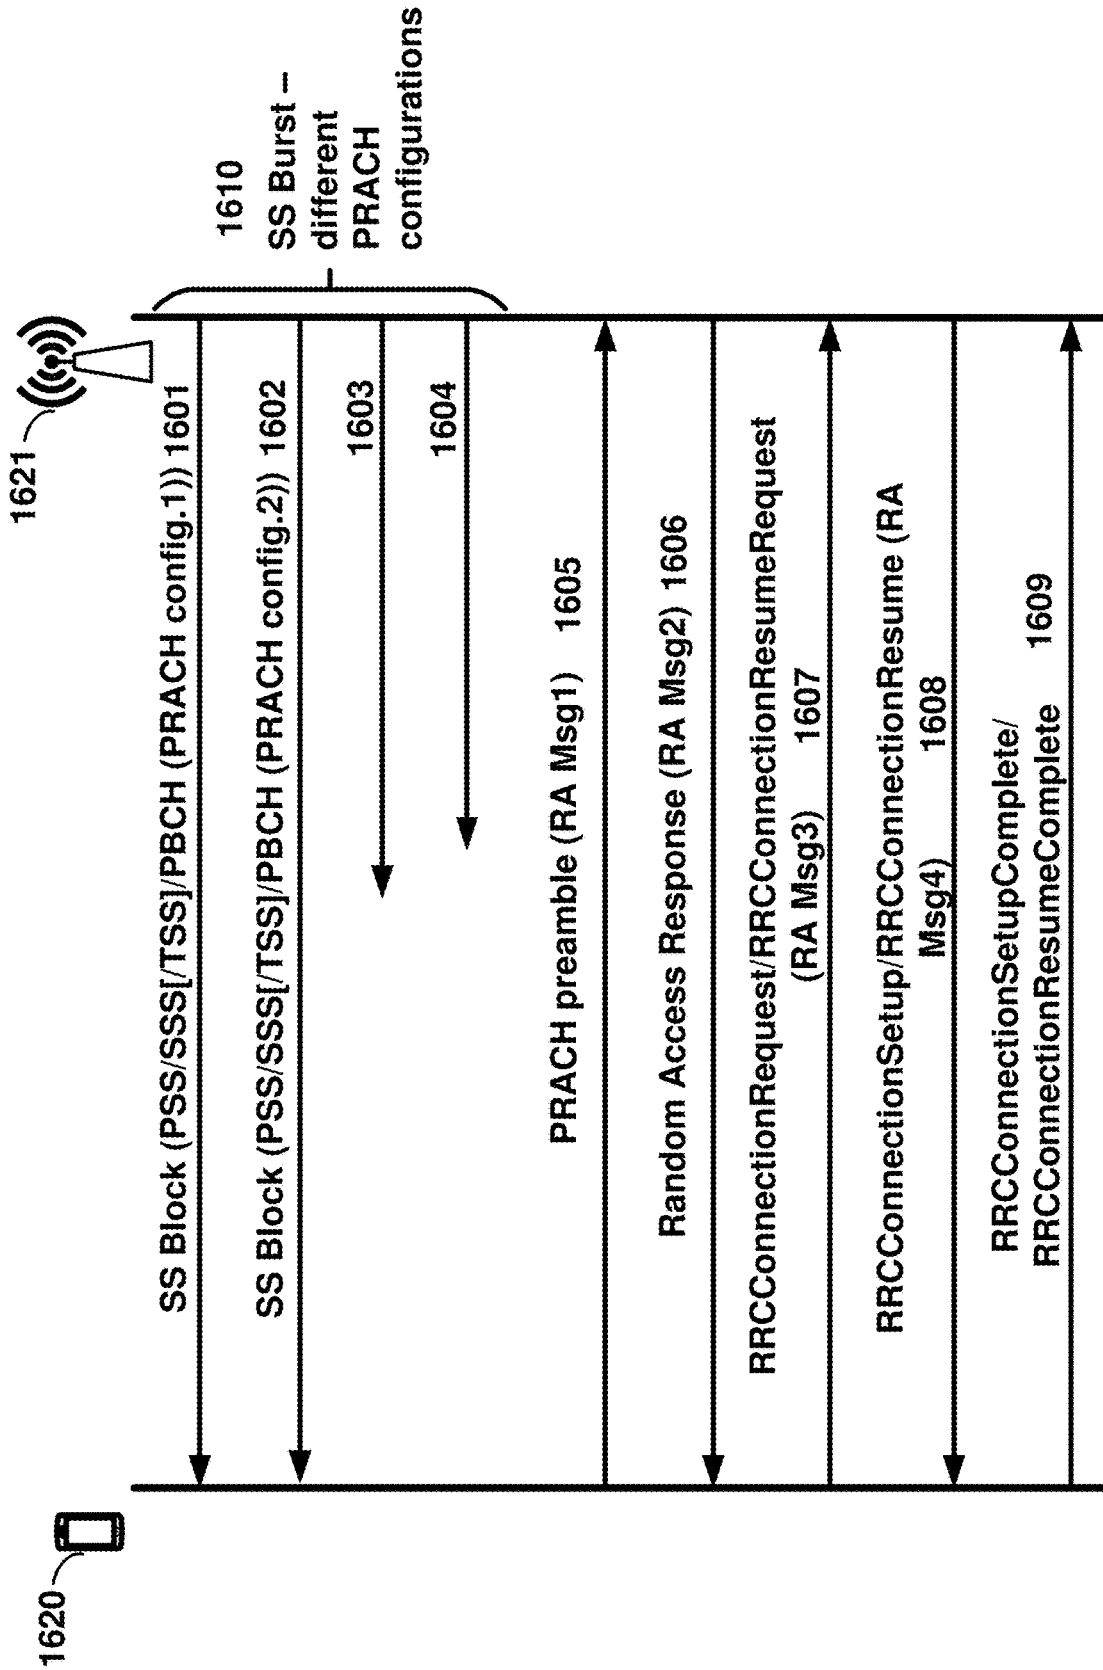 1620
1621
SS Block (PSS/SSS[/TSS]/PBCH (PRACH config.1)) 1601
SS Block (PSS/SSS[/TSS]/PBCH (PRACH config.2)) 1602
1603
1604
1610
SS Burst –
different
PRACH
configurations
PRACH preamble (RA Msg1) 1605
Random Access Response (RA Msg2) 1606
RRCConnectionRequest/RRCConnectionResumeRequest
(RA Msg3) 1607
RRCConnectionSetup/RRCConnectionResume (RA
Msg4) 1608
RRCConnectionSetupComplete/
RRCConnectionResumeComplete 1609